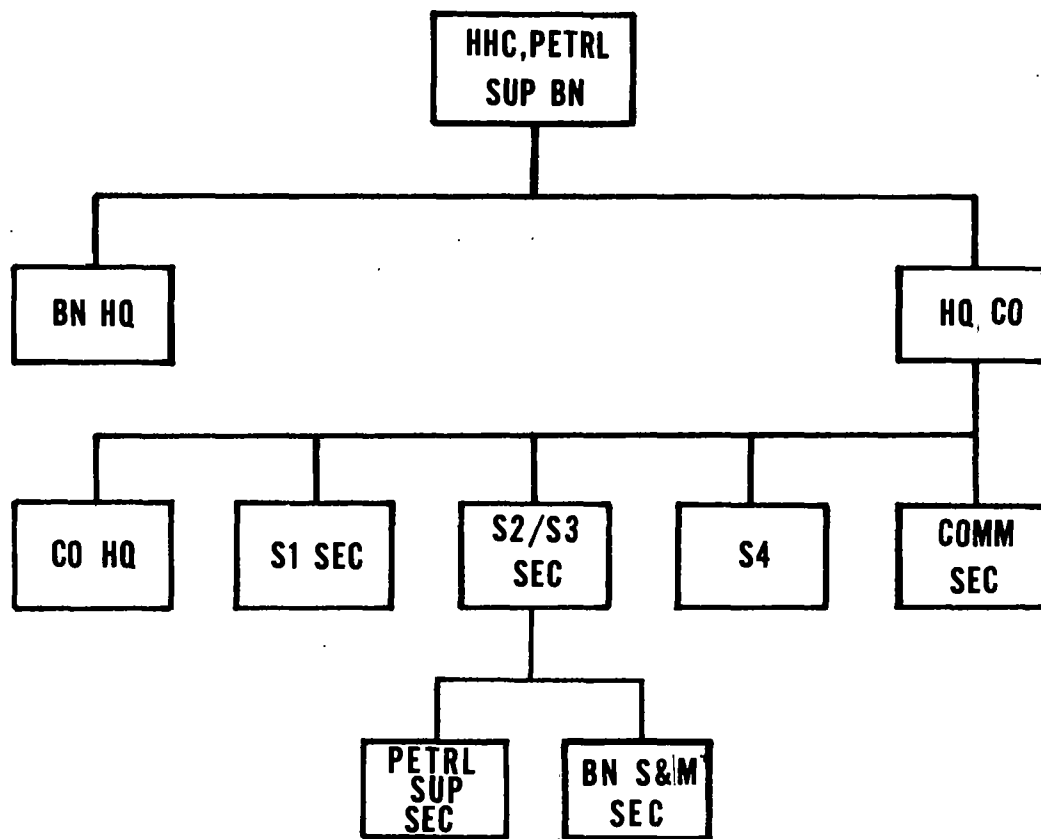 HHC,PETRL
SUP BN
BN HQ
HQ CO
CO HQ
S1 SEC
S2/S3
SEC
S4
COMM
SEC
PETRL
SUP
SEC
BN S&M
SEC